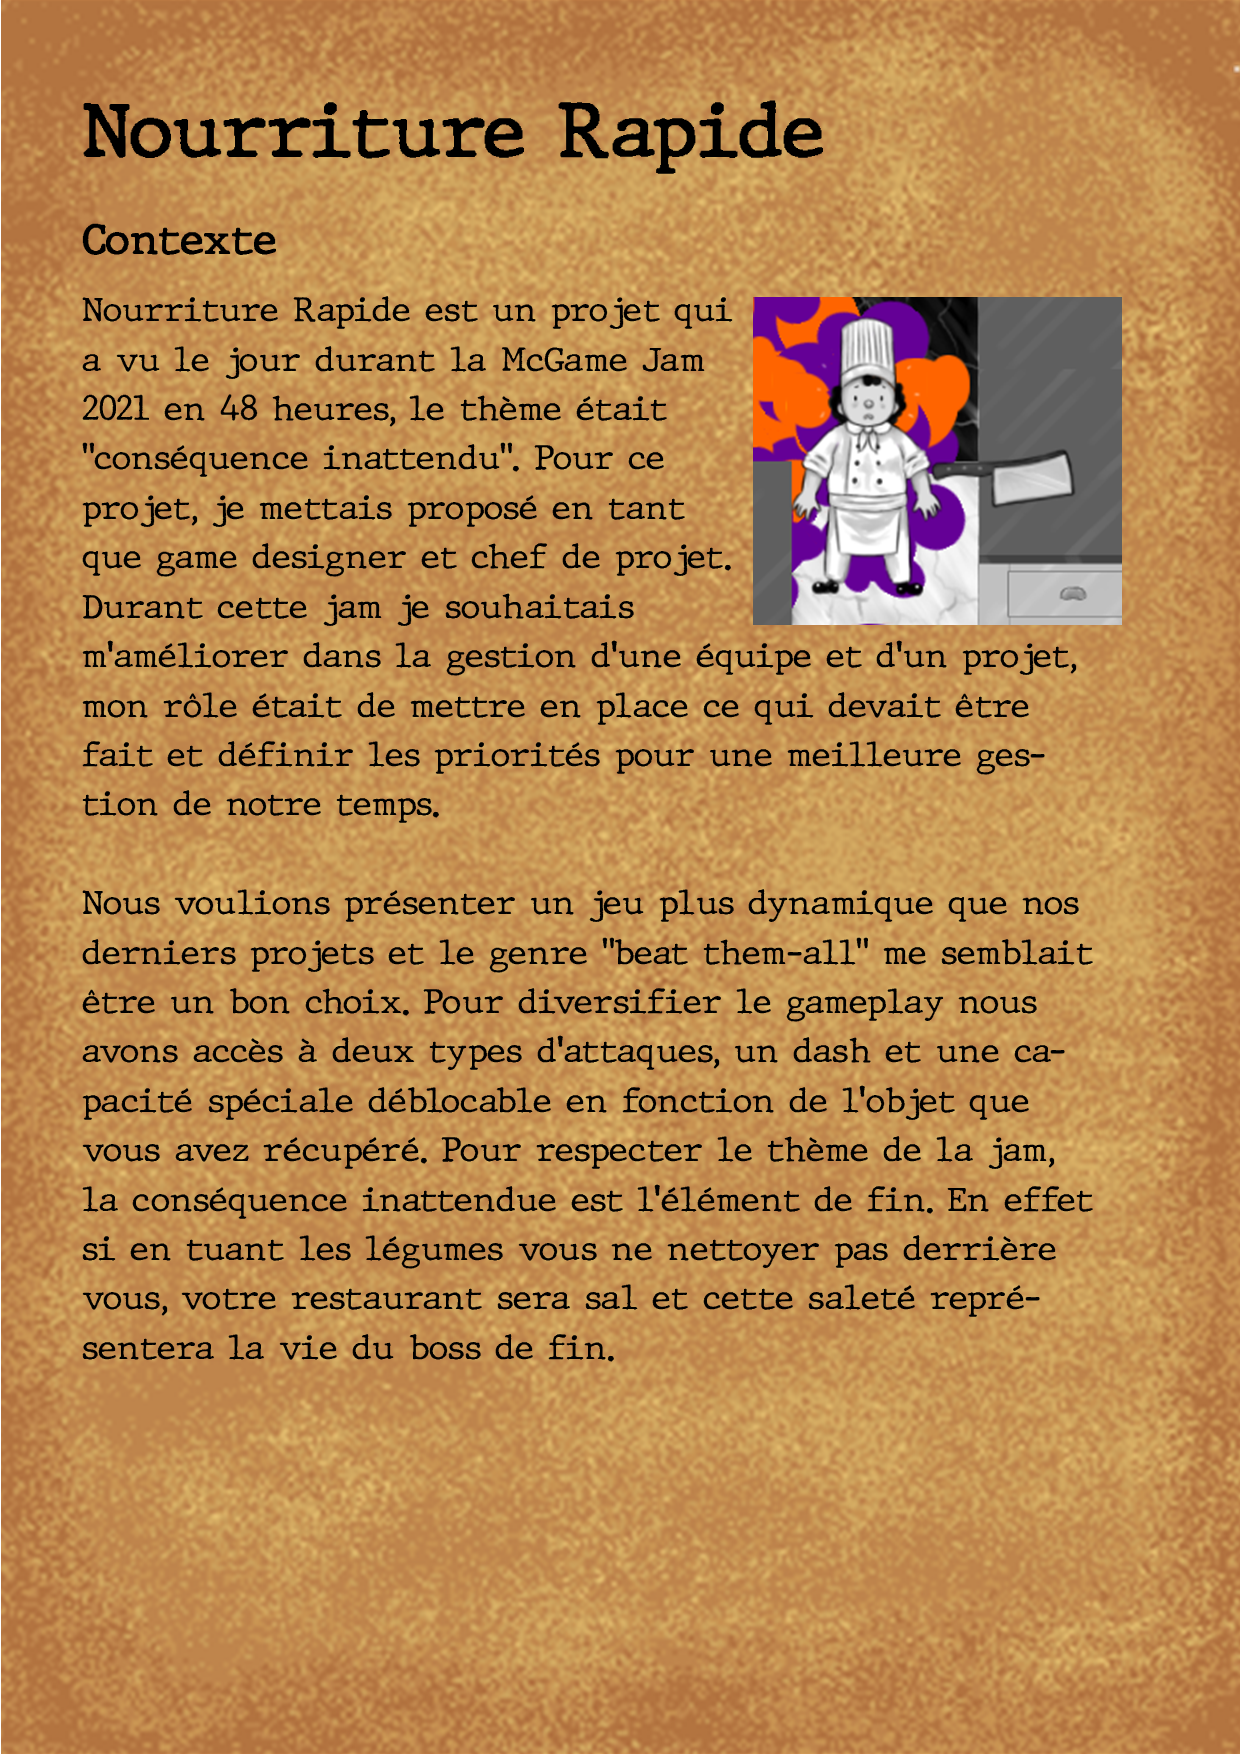 Nourriture Rapide
Contexte
Nourriture Rapide est un projet qui
a vu le jour durant la McGame Jam
2021 en 48 heures, le thème était
"conséquence inattendu". Pour ce
projet, je mettais proposé en tant
que game designer et chef de projet.
Durant cette jam je souhaitais
m'améliorer dans la gestion d'une équipe et d'un projet,
mon rôle était de mettre en place ce qui devait être
fait et définir les priorités pour une meilleure ges-
tion de notre temps.
Nous voulions présenter un jeu plus dynamique que nos
derniers projets et le genre "beat them-all" me semblait
être un bon choix. Pour diversifier le gameplay nous
avons accès à deux types d'attaques, un dash et une ca-
pacité spéciale déblocable en fonction de l'objet que
vous avez récupéré. Pour respecter le thème de la jam,
la conséquence inattendue est l'élément de fin. En effet
si en tuant les légumes vous ne nettoyer pas derrière
vous, votre restaurant sera sal et cette saleté repré-
sentera la vie du boss de fin.